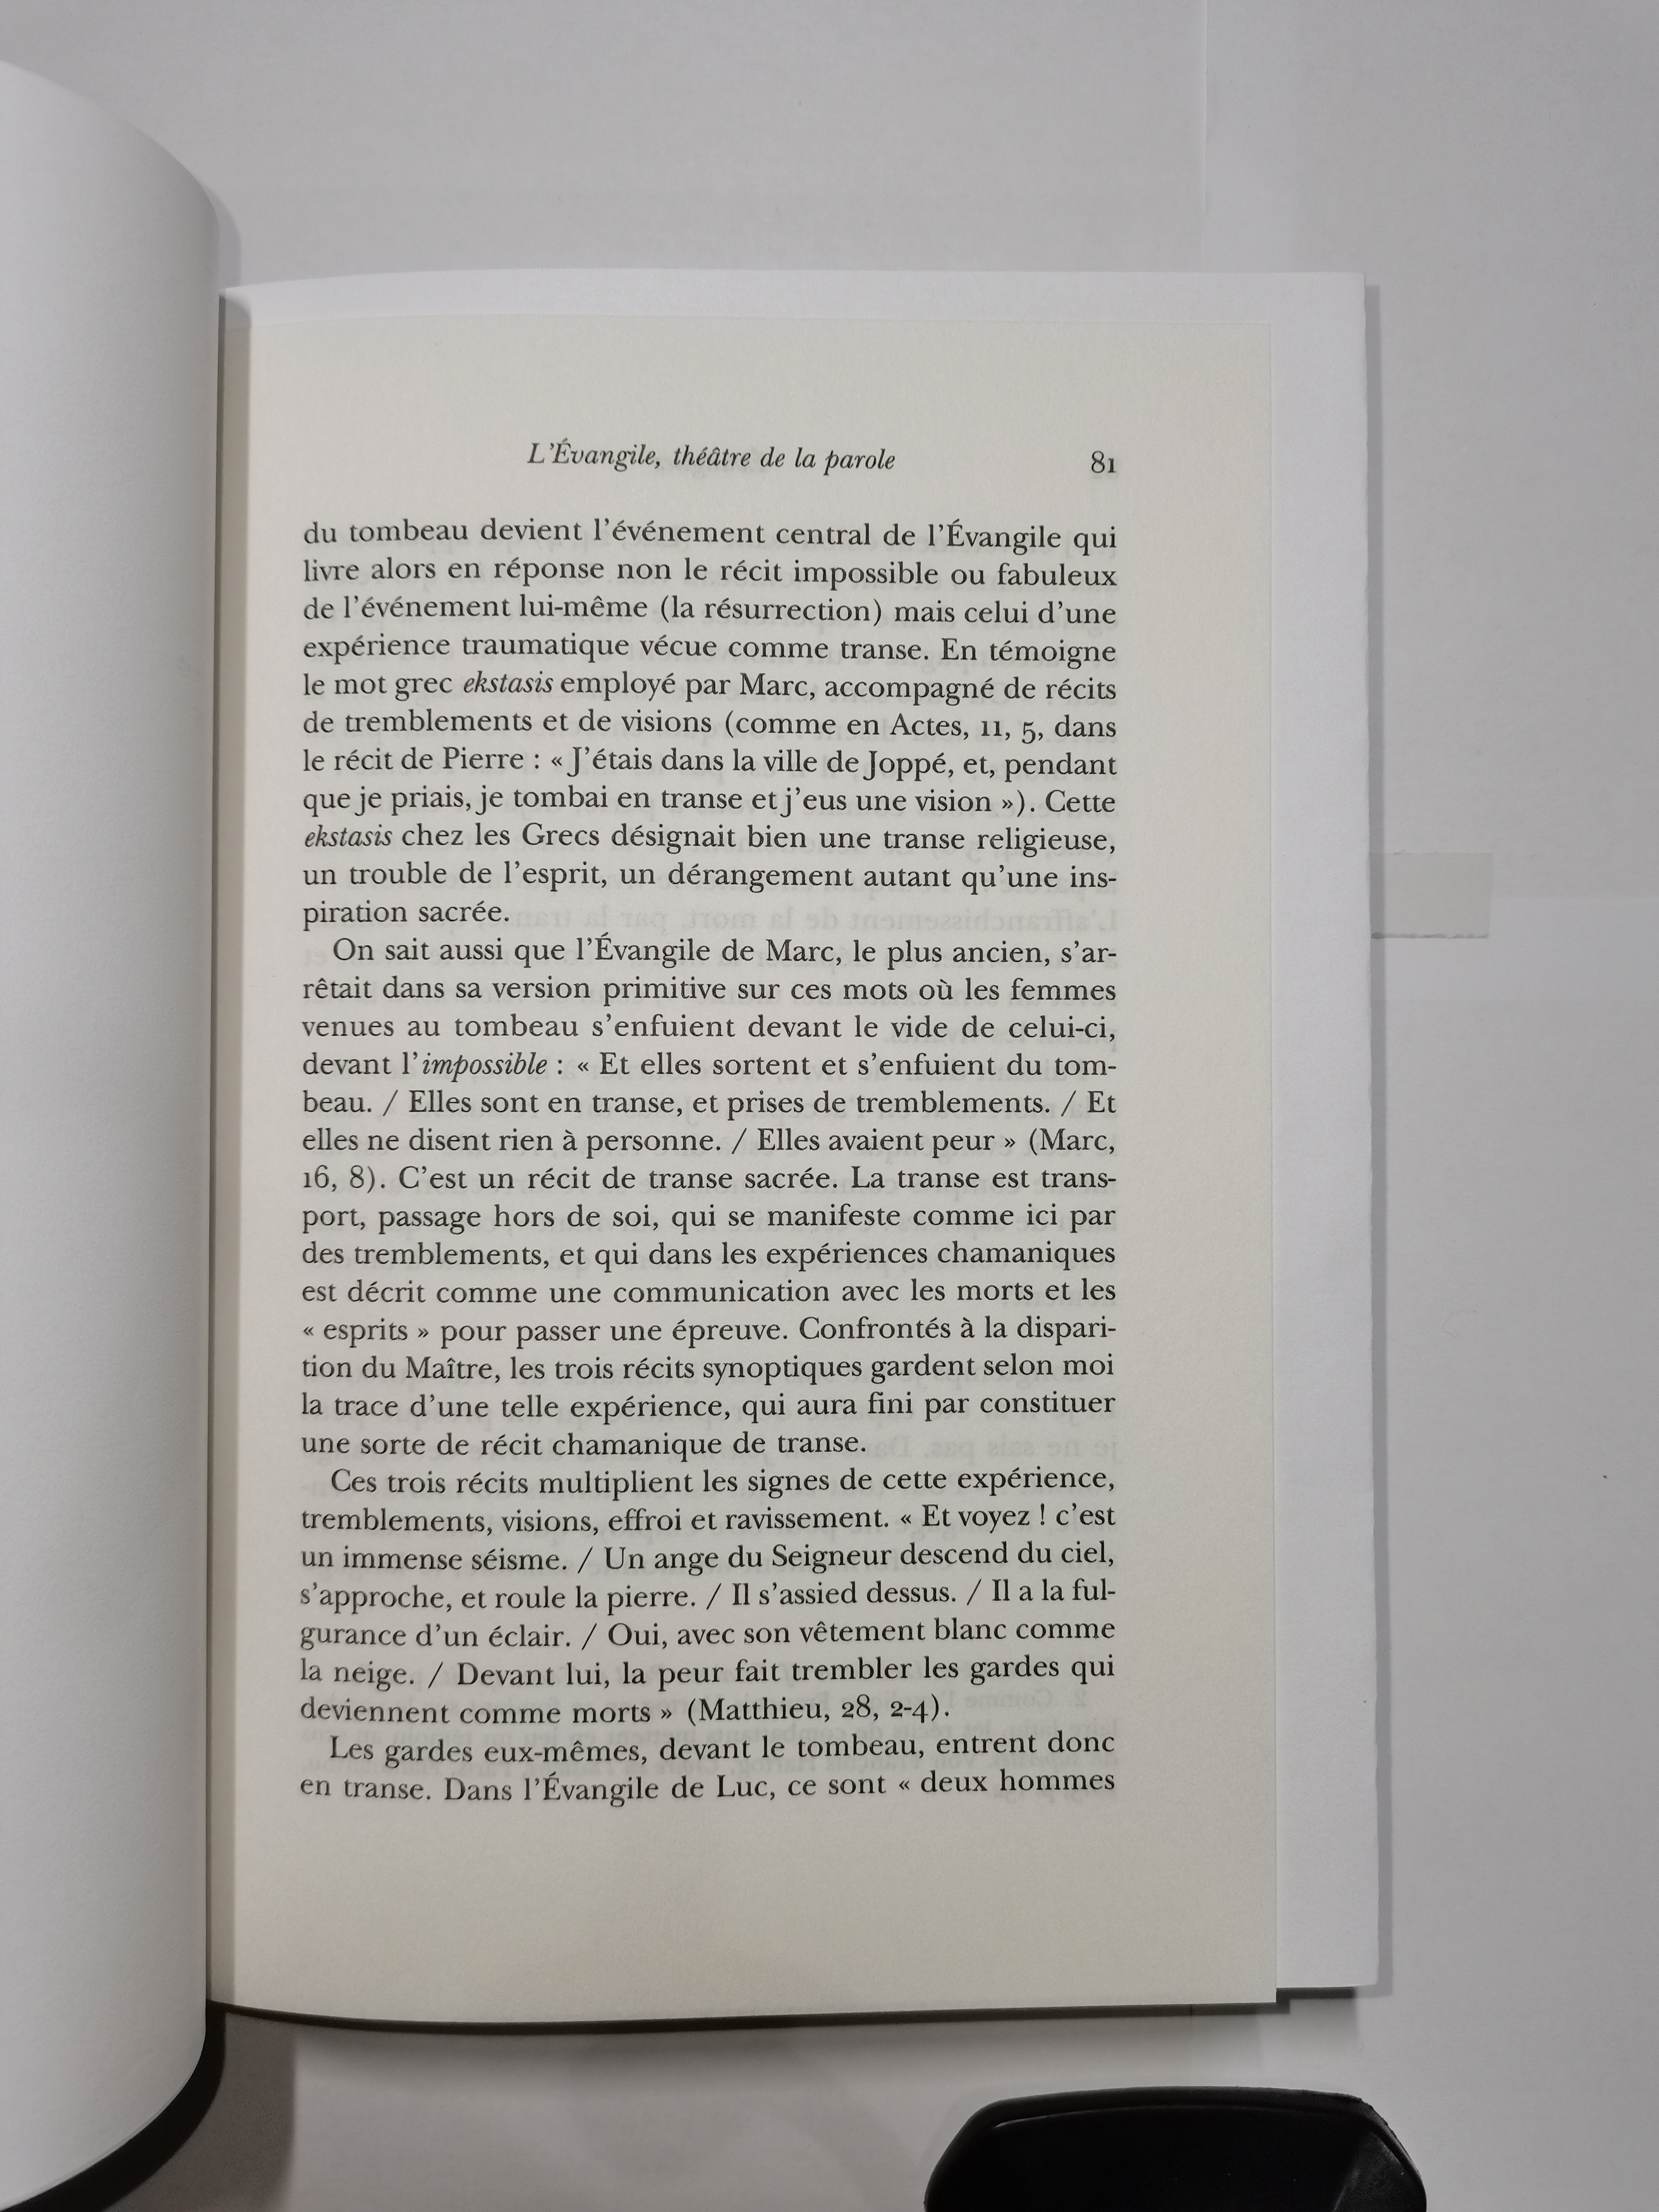 L'Évangile, théâtre de la parole 81
du tombeau devient l'événement central de l'Évangile qui
livre alors en réponse non le récit impossible ou fabuleux
de l'événement lui-même (la résurrection) mais celui d'une
expérience traumatique vécue comme transe. En témoigne
le mot grec ekstasis employé par Marc, accompagné de récits
de tremblements et de visions (comme en Actes, 11, 5, dans
le récit de Pierre : « J'étais dans la ville de Joppé, et, pendant
que je priais, je tombai en transe et j'eus une vision »). Cette
ekstasis chez les Grecs désignait bien une transe religieuse,
un trouble de l'esprit, un dérangement autant qu'une ins-
piration sacrée.
On sait aussi que l'Évangile de Marc, le plus ancien, s'ar-
rêtait dans sa version primitive sur ces mots où les femmes
venues au tombeau s'enfuient devant le vide de celui-ci,
devant l'impossible : « Et elles sortent et s'enfuient du tom-
beau. / Elles sont en transe, et prises de tremblements. / Et
elles ne disent rien à personne. / Elles avaient peur » (Marc,
16, 8). C'est un récit de transe sacrée. La transe est trans-
port, passage hors de soi, qui se manifeste comme ici par
des tremblements, et qui dans les expériences chamaniques
est décrit comme une communication avec les morts et les
« esprits » pour passer une épreuve. Confrontés à la dispari-
tion du Maître, les trois récits synoptiques gardent selon moi
la trace d'une telle expérience, qui aura fini par constituer
une sorte de récit chamanique de transe.
Ces trois récits multiplient les signes de cette expérience,
tremblements, visions, effroi et ravissement. « Et voyez ! c'est
un immense séisme. / Un ange du Seigneur descend du ciel,
s'approche, et roule la pierre. / Il s'assied dessus. / Il a la ful-
gurance d'un éclair. / Oui, avec son vêtement blanc comme
la neige. / Devant lui, la peur fait trembler les gardes qui
deviennent comme morts » (Matthieu, 28, 2-4).
Les gardes eux-mêmes, devant le tombeau, entrent donc
en transe. Dans l'Évangile de Luc, ce sont « deux hommes